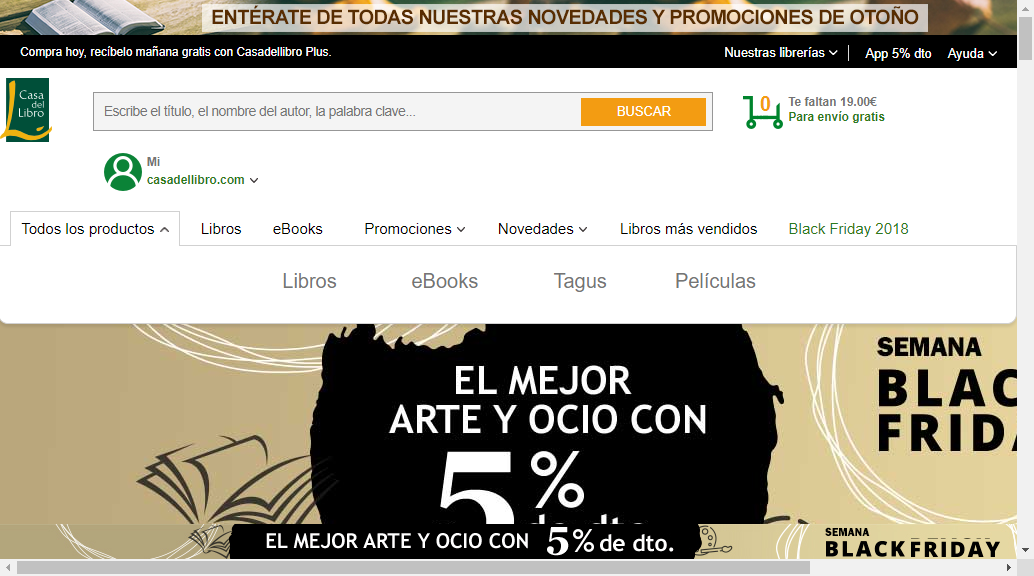 ENTÉRATE DE TODAS NUESTRAS NOVEDADES Y PROMOCIONES DE OTOÑO
Compra hoy, recíbelo mañana gratis con Casadellibro Plus.
Nuestras librerías
App 5% dto
Ayuda
Casa
del
Libro
Escribe el título, el nombre del autor, la palabra clave...
BUSCAR
0
Te faltan 19.00€
Para envío gratis
Mi
casadellibro.com
Todos los productos
Libros
eBooks
Promociones
Novedades
Libros más vendidos
Black Friday 2018
Libros
eBooks
Tagus
Películas
EL MEJOR
ARTE Y OCIO CON
5%
de dto.
SEMANA
BLAC
FRIDA
EL MEJOR ARTE Y OCIO CON 5% de dto.
SEMANA
BLACK FRIDAY